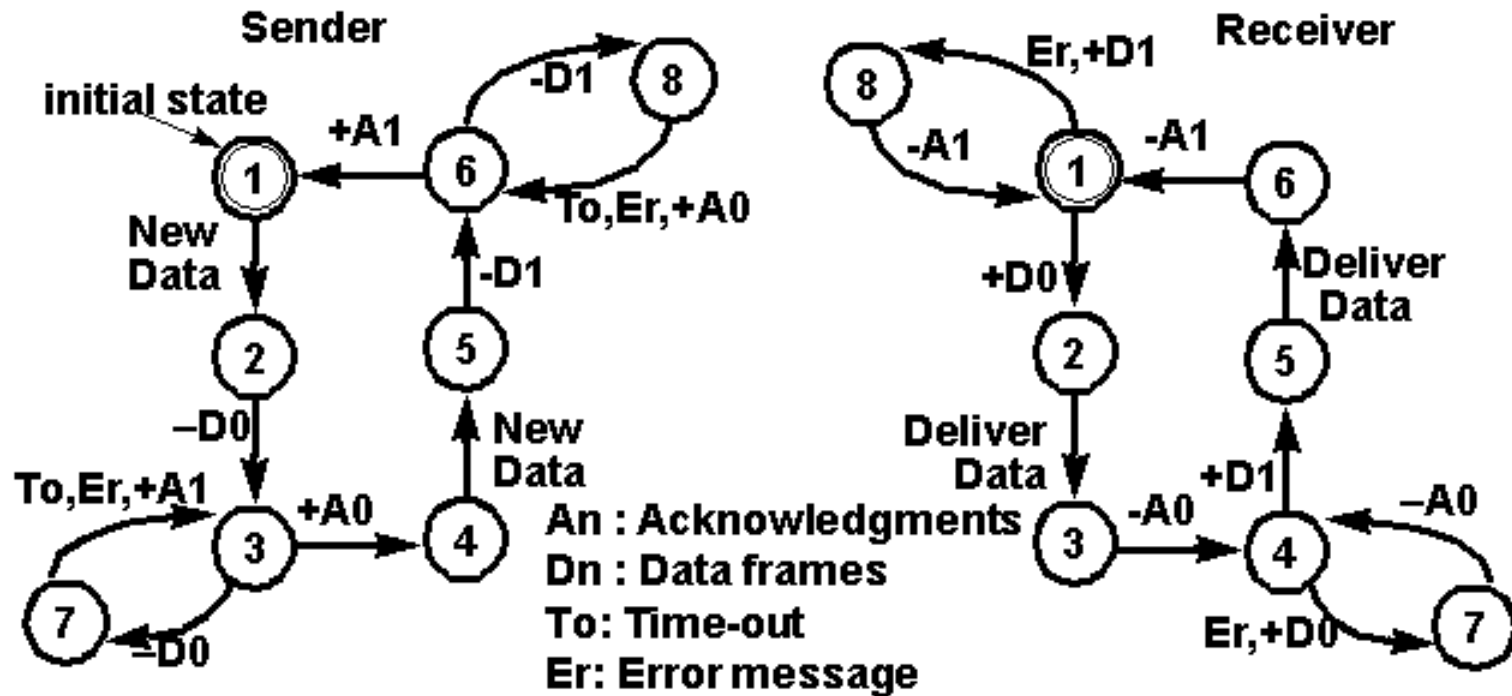 Sender
Receiver
initial state
1
New
Data
2
–D0
To,Er,+A1
3
7
–D0
+A0
4
New
Data
5
-D1
6
+A1
-D1
8
To,Er,+A0
8
Er,+D1
-A1
1
-A1
6
+D0
2
Deliver
Data
3
-A0
4
+D1
5
Deliver
Data
–A0
Er,+D0
7
An : Acknowledgments
Dn : Data frames
To: Time-out
Er: Error message